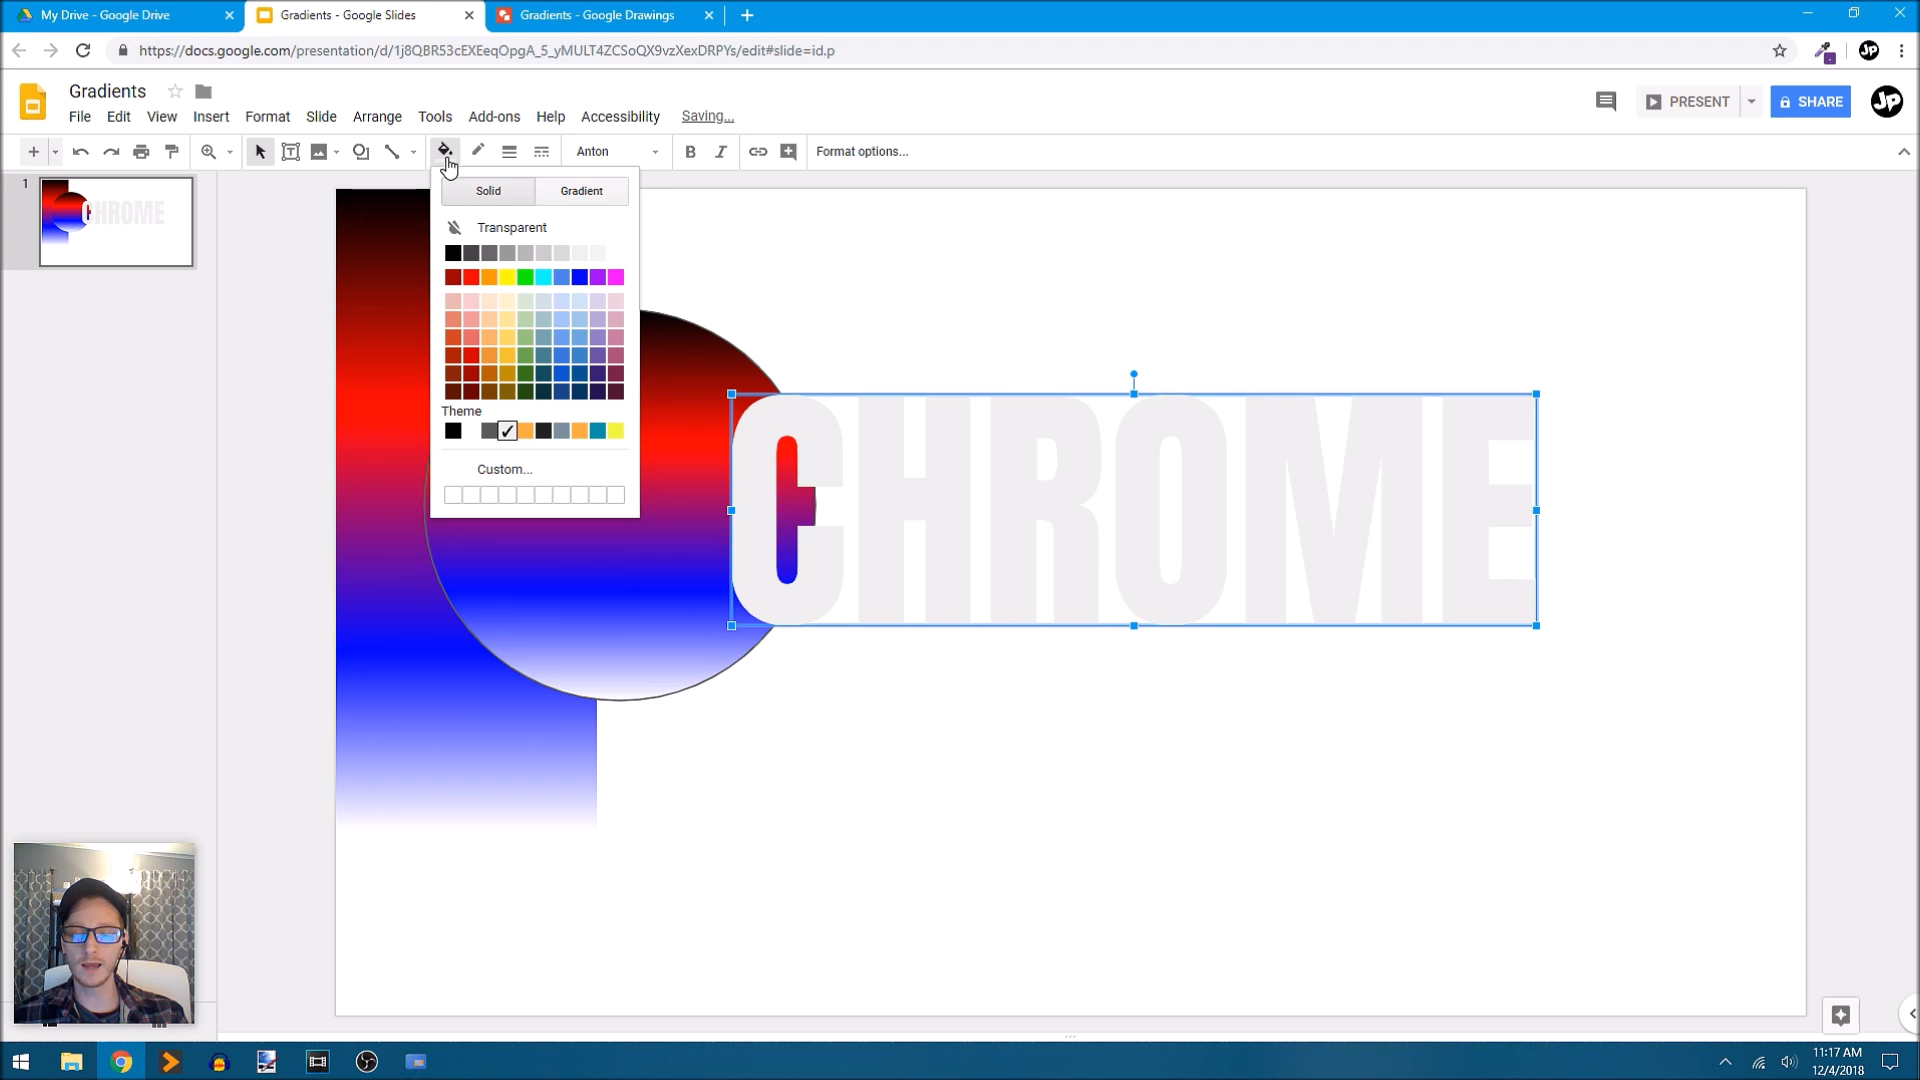 My Drive - Google Drive
Gradients - Google Slides
Gradients - Google Drawings
https://docs.google.com/presentation/d/1j8QBR53cEXEeqOpgA_5_yMULT4ZCSoQX9vzXexDRPYs/edit#slide=id.p
JP
Gradients
PRESENT
SHARE
JP
File Edit View Insert Format Slide Arrange Tools Add-ons Help Accessibility Saving...
Anton
B I
Format options...
1
CHROME
Solid
Gradient
Transparent
Theme
Custom...
CHROME
11:17 AM
12/4/2018